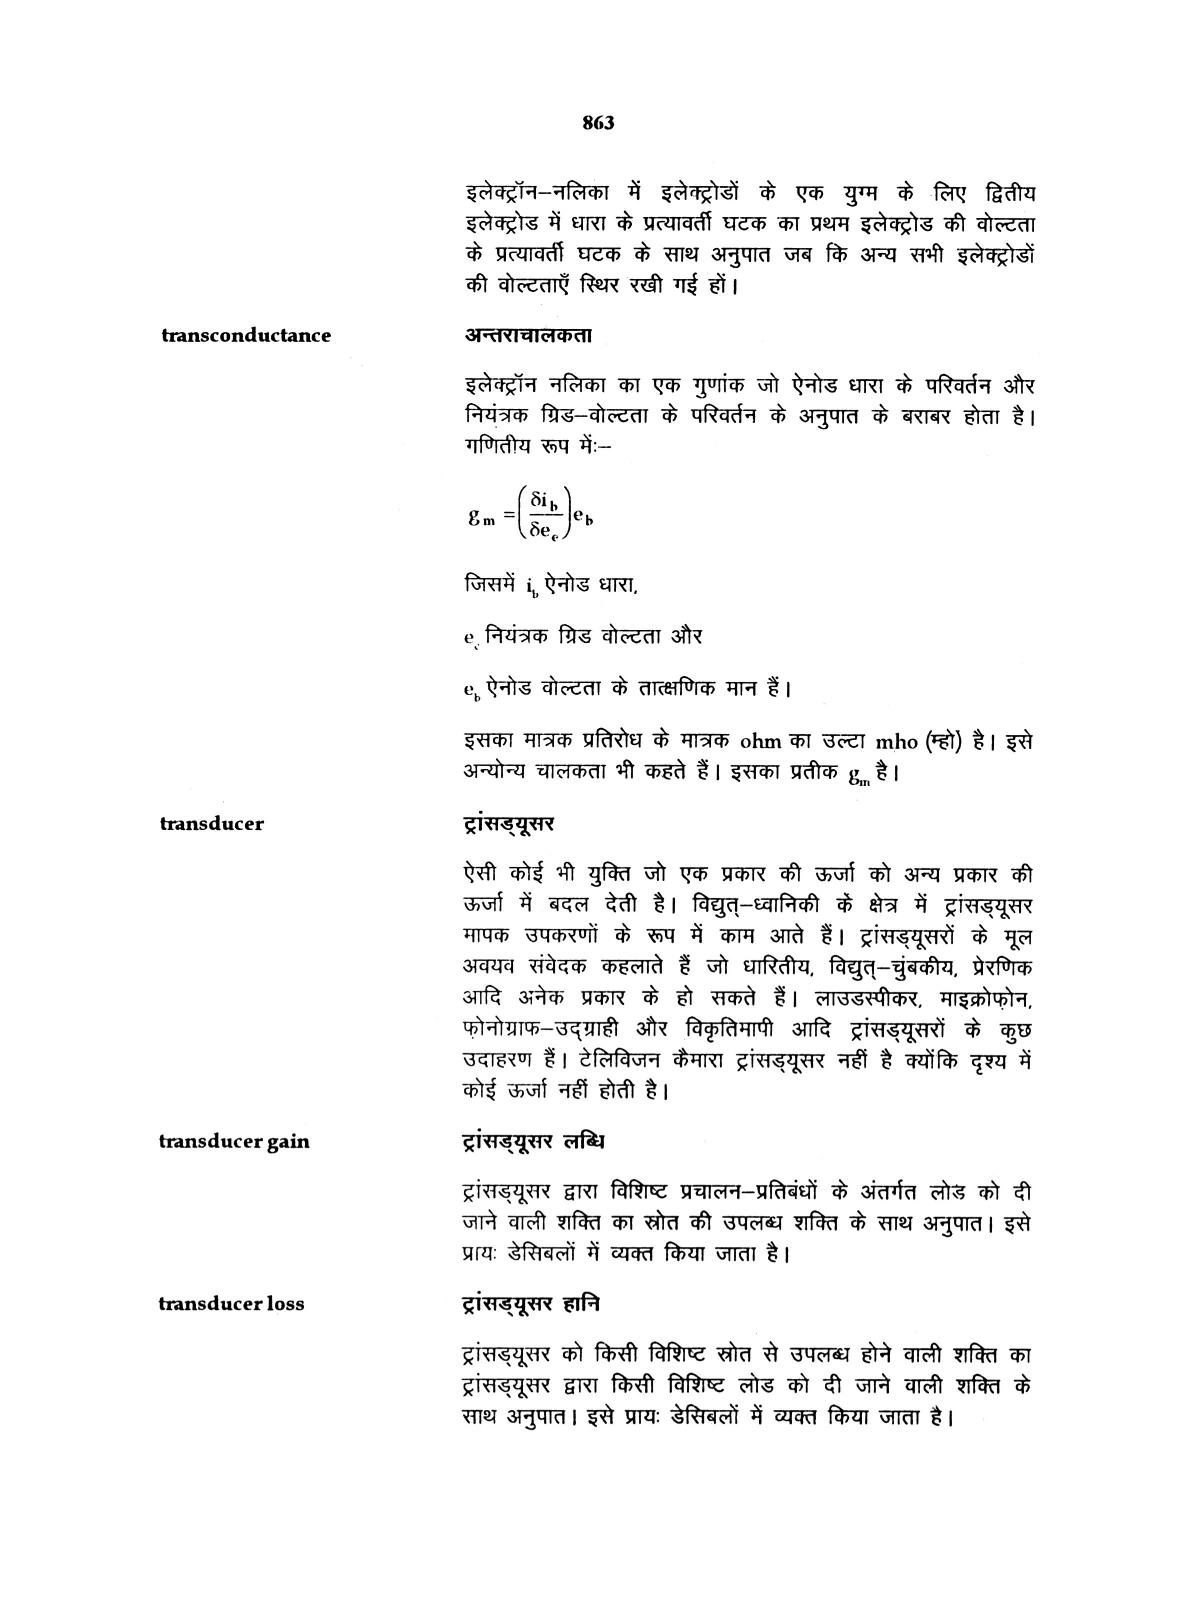 863
इलेक्ट्रॉन–नलिका में इलेक्ट्रोडों के एक युग्म के लिए द्वितीय
इलेक्ट्रोड में धारा के प्रत्यावर्ती घटक का प्रथम इलेक्ट्रोड की वोल्टता
के प्रत्यावर्ती घटक के साथ अनुपात जब कि अन्य सभी इलेक्ट्रोडों
की वोल्टताएँ स्थिर रखी गई हों।
transconductance अन्तराचालकता
इलेक्ट्रॉन नलिका का एक गुणांक जो ऐनोड धारा के परिवर्तन और
नियंत्रक ग्रिड–वोल्टता के परिवर्तन के अनुपात के बराबर होता है।
गणितीय रूप में:–
g_m = (δi_b / δe_e) e_b
जिसमें i_b ऐनोड धारा,
e_c नियंत्रक ग्रिड वोल्टता और
e_b ऐनोड वोल्टता के तात्क्षणिक मान हैं।
इसका मात्रक प्रतिरोध के मात्रक ohm का उल्टा mho (म्हो) है। इसे
अन्योन्य चालकता भी कहते हैं। इसका प्रतीक g_m है।
transducer ट्रांसड्यूसर
ऐसी कोई भी युक्ति जो एक प्रकार की ऊर्जा को अन्य प्रकार की
ऊर्जा में बदल देती है। विद्युत्–ध्वानिकी के क्षेत्र में ट्रांसड्यूसर
मापक उपकरणों के रूप में काम आते हैं। ट्रांसड्यूसरों के मूल
अवयव संवेदक कहलाते हैं जो धारितीय, विद्युत्–चुंबकीय, प्रेरणिक
आदि अनेक प्रकार के हो सकते हैं। लाउडस्पीकर, माइक्रोफ़ोन,
फ़ोनोग्राफ–उद्ग्राही और विकृतिमापी आदि ट्रांसड्यूसरों के कुछ
उदाहरण हैं। टेलिविजन कैमारा ट्रांसड्यूसर नहीं है क्योंकि दृश्य में
कोई ऊर्जा नहीं होती है।
transducer gain ट्रांसड्यूसर लब्धि
ट्रांसड्यूसर द्वारा विशिष्ट प्रचालन–प्रतिबंधों के अंतर्गत लोड को दी
जाने वाली शक्ति का स्रोत की उपलब्ध शक्ति के साथ अनुपात। इसे
प्रायः डेसिबलों में व्यक्त किया जाता है।
transducer loss ट्रांसड्यूसर हानि
ट्रांसड्यूसर को किसी विशिष्ट स्रोत से उपलब्ध होने वाली शक्ति का
ट्रांसड्यूसर द्वारा किसी विशिष्ट लोड को दी जाने वाली शक्ति के
साथ अनुपात। इसे प्रायः डेसिबलों में व्यक्त किया जाता है।